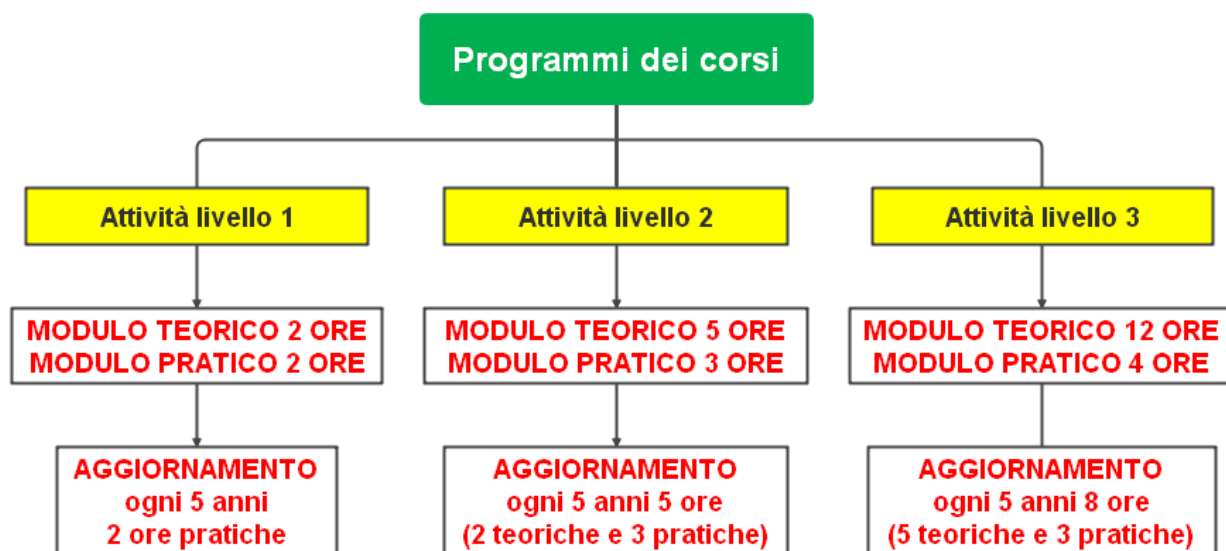 Programmi dei corsi
Attività livello 1
Attività livello 2
Attività livello 3
MODULO TEORICO 2 ORE
MODULO PRATICO 2 ORE
MODULO TEORICO 5 ORE
MODULO PRATICO 3 ORE
MODULO TEORICO 12 ORE
MODULO PRATICO 4 ORE
AGGIORNAMENTO
ogni 5 anni
2 ore pratiche
AGGIORNAMENTO
ogni 5 anni 5 ore
(2 teoriche e 3 pratiche)
AGGIORNAMENTO
ogni 5 anni 8 ore
(5 teoriche e 3 pratiche)